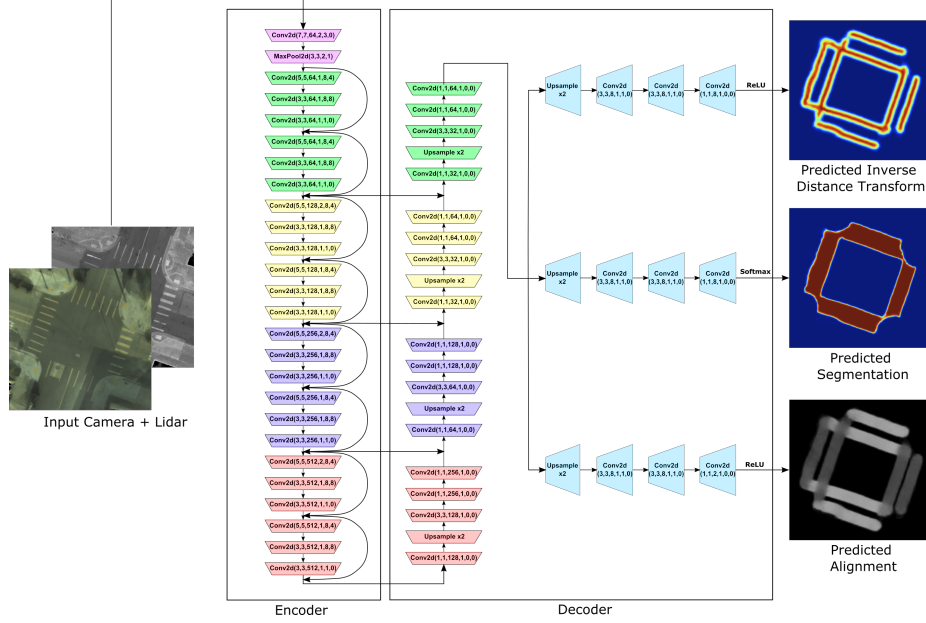 Conv2d(7,7,64,2,3,0)
MaxPool2d(3,3,2,1)
Conv2d(5,5,64,1,8,4)
Conv2d(3,3,64,1,8,8)
Conv2d(3,3,64,1,1,0)
Conv2d(5,5,64,1,8,4)
Conv2d(3,3,64,1,8,8)
Conv2d(3,3,64,1,1,0)
Conv2d(5,5,128,2,8,4)
Conv2d(3,3,128,1,8,8)
Conv2d(3,3,128,1,1,0)
Conv2d(5,5,128,1,8,4)
Conv2d(3,3,128,1,8,8)
Conv2d(3,3,128,1,1,0)
Conv2d(5,5,256,2,8,4)
Conv2d(3,3,256,1,8,8)
Conv2d(3,3,256,1,1,0)
Conv2d(5,5,256,1,8,4)
Conv2d(3,3,256,1,8,8)
Conv2d(3,3,256,1,1,0)
Conv2d(5,5,512,2,8,4)
Conv2d(3,3,512,1,8,8)
Conv2d(3,3,512,1,1,0)
Conv2d(5,5,512,1,8,4)
Conv2d(3,3,512,1,8,8)
Conv2d(3,3,512,1,1,0)
Encoder
Input Camera + Lidar
Conv2d(1,1,64,1,0,0)
Conv2d(1,1,64,1,0,0)
Conv2d(3,3,32,1,0,0)
Upsample x2
Conv2d(1,1,32,1,0,0)
Conv2d(1,1,64,1,0,0)
Conv2d(1,1,64,1,0,0)
Conv2d(3,3,32,1,0,0)
Upsample x2
Conv2d(1,1,32,1,0,0)
Conv2d(1,1,128,1,0,0)
Conv2d(1,1,128,1,0,0)
Conv2d(3,3,64,1,0,0)
Upsample x2
Conv2d(1,1,64,1,0,0)
Conv2d(1,1,256,1,0,0)
Conv2d(1,1,256,1,0,0)
Conv2d(3,3,128,1,0,0)
Upsample x2
Conv2d(1,1,128,1,0,0)
Decoder
Upsample
x2
Conv2d
(3,3,8,1,1,0)
Conv2d
(3,3,8,1,1,0)
Conv2d
(1,1,8,1,0,0)
ReLU
Predicted Inverse
Distance Transform
Upsample
x2
Conv2d
(3,3,8,1,1,0)
Conv2d
(3,3,8,1,1,0)
Conv2d
(1,1,8,1,0,0)
Softmax
Predicted
Segmentation
Upsample
x2
Conv2d
(3,3,8,1,1,0)
Conv2d
(3,3,8,1,1,0)
Conv2d
(1,1,2,1,0,0)
ReLU
Predicted
Alignment